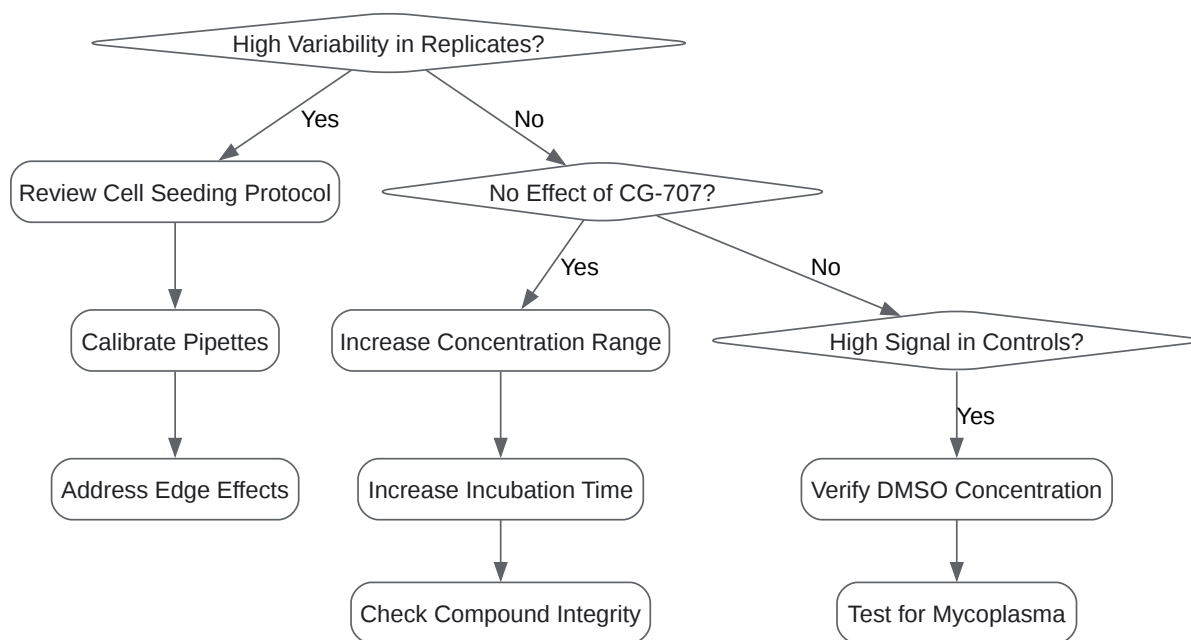 High Variability in Replicates?
Yes
No
Review Cell Seeding Protocol
No Effect of CG-707?
Yes
No
Calibrate Pipettes
Increase Concentration Range
High Signal in Controls?
Yes
Address Edge Effects
Increase Incubation Time
Verify DMSO Concentration
Check Compound Integrity
Test for Mycoplasma